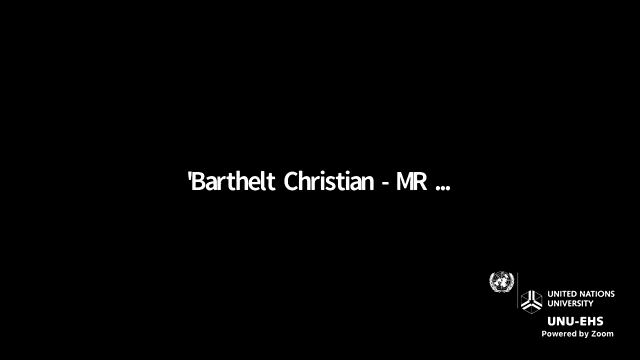 'Barthelt Christian - MR ...
UNITED NATIONS
UNIVERSITY
UNU-EHS
Powered by Zoom